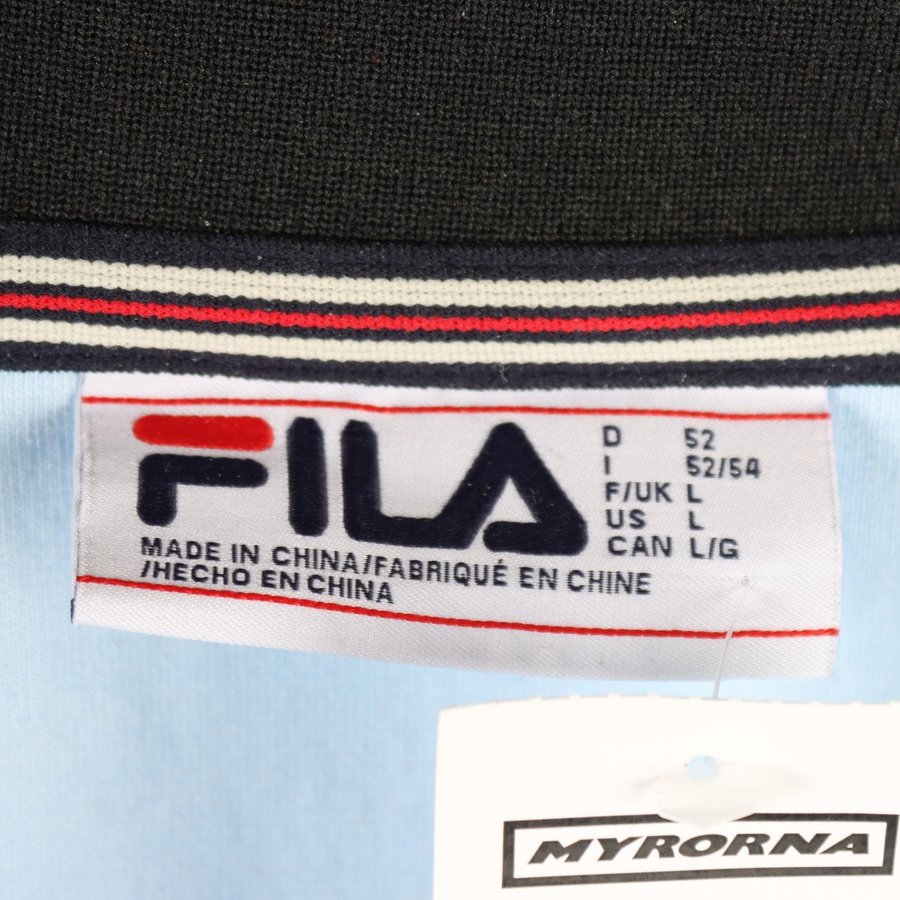 FILA
D 52
I 52/54
F/UK L
US L
CAN L/G
MADE IN CHINA/FABRIQUÉ EN CHINE
/HECHO EN CHINA
MYRORNA